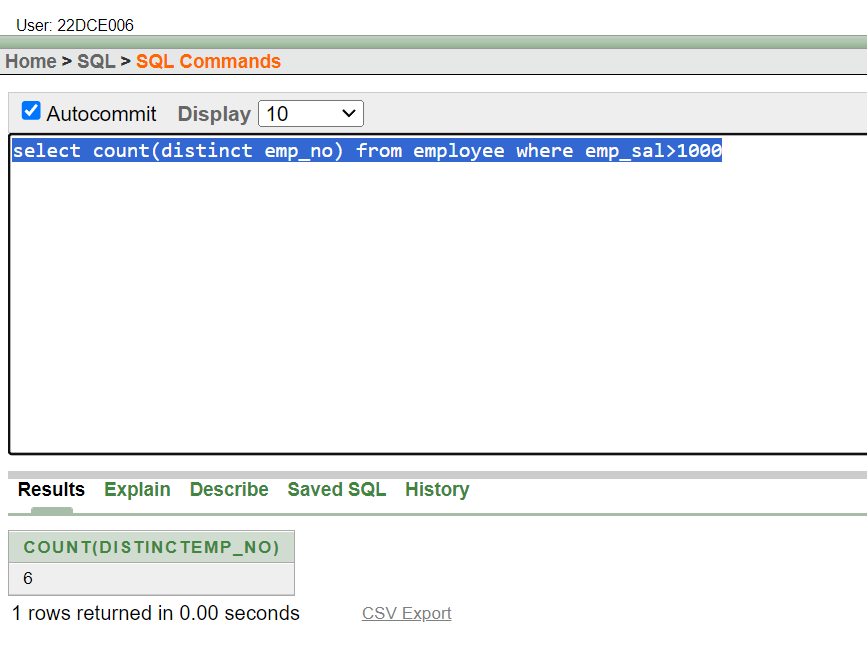 User: 22DCE006
Home > SQL > SQL Commands
Autocommit Display 10
select count(distinct emp_no) from employee where emp_sal>1000
Results Explain Describe Saved SQL History
COUNT(DISTINCTEMP_NO)
6
1 rows returned in 0.00 seconds CSV Export